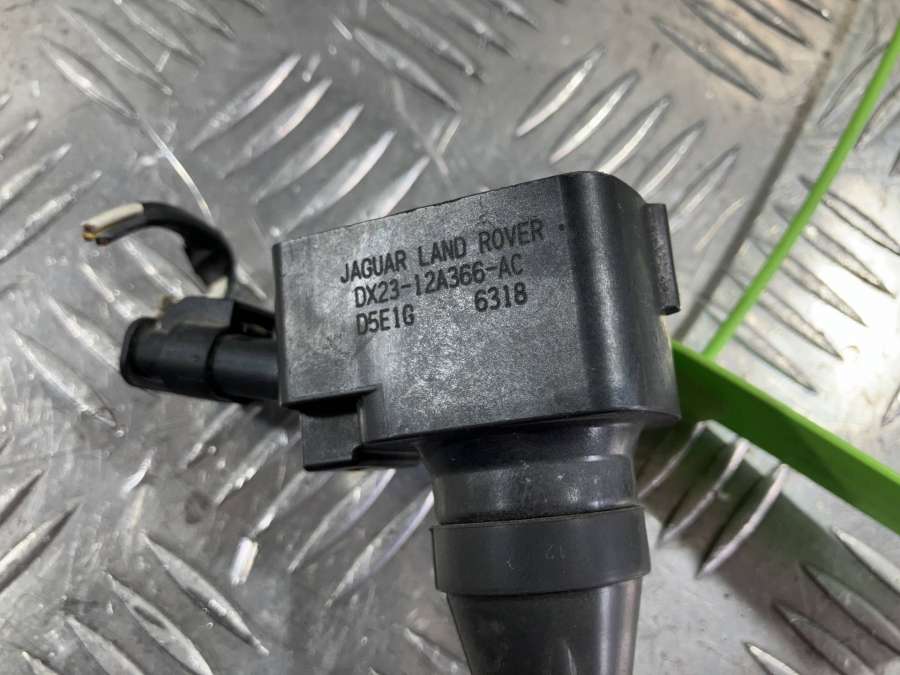 JAGUAR LAND ROVER
DX23-12A366-AC
D5E1G 6318